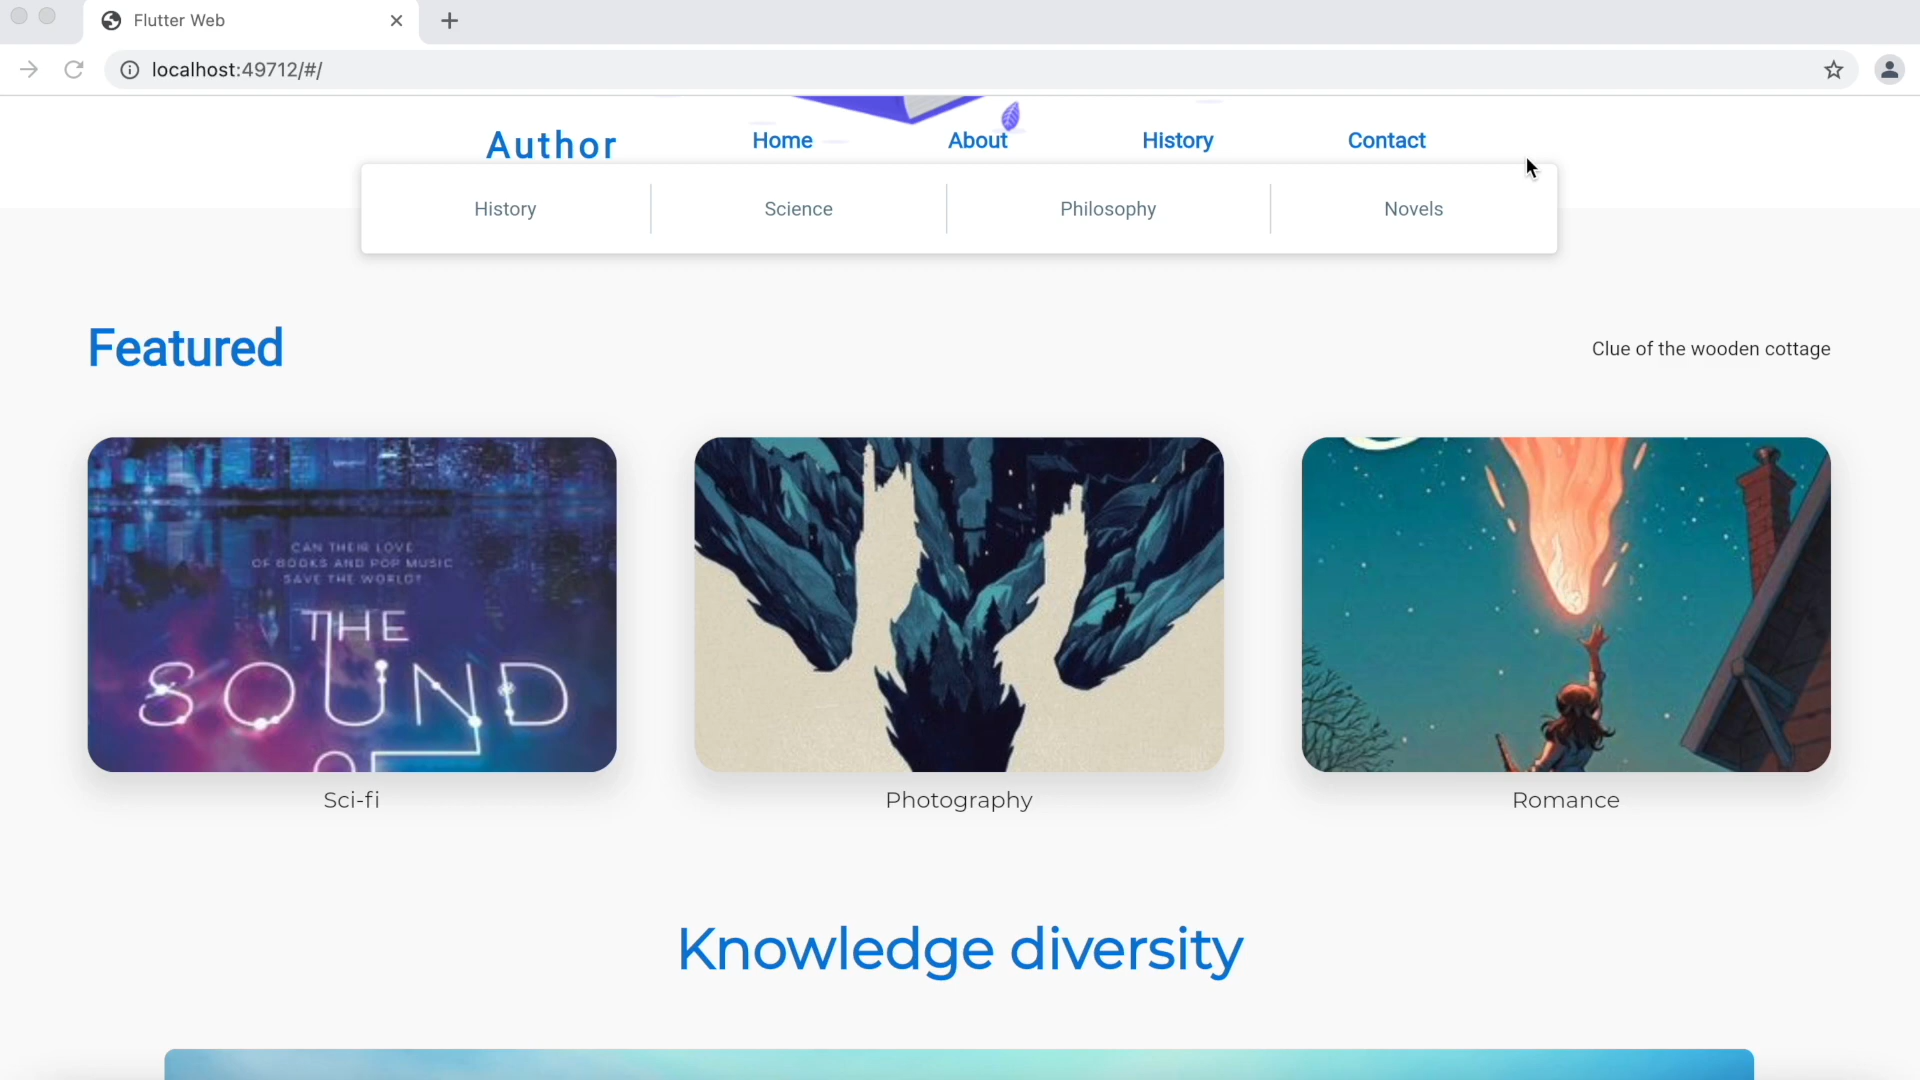 Flutter Web
localhost:49712/#/
Author
Home
About
History
Contact
History
Science
Philosophy
Novels
Featured
Clue of the wooden cottage
CAN THEIR LOVE
OF BOOKS AND POP MUSIC
SAVE THE WORLD?
THE
SOUND
OF
Sci-fi
Photography
Romance
Knowledge diversity